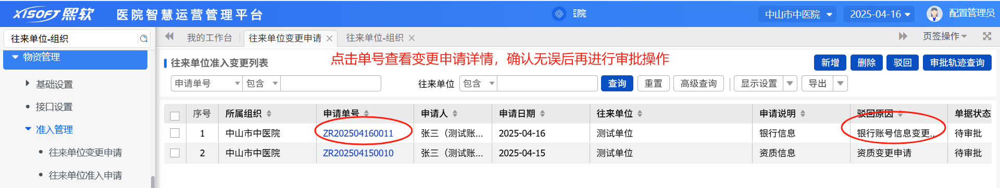 XISOFT 熙软 医院智慧运营管理平台 医院 中山市中医院 2025-04-16 配置管理员
往来单位-组织 我的工作台 往来单位变更申请 往来单位-组织 页签操作
物资管理
基础设置
接口设置
准入管理
往来单位变更申请
往来单位准入申请
往来单位准入变更列表 点击单号查看变更申请详情，确认无误后再进行审批操作 新增 删除 驳回 审批轨迹查询
申请单号 包含 往来单位 包含 查询 重置 高级查询 显示设置 导出
序号 所属组织 申请单号 申请人 申请日期 往来单位 申请说明 驳回原因 单据状态
1 中山市中医院 ZR202504160011 张三（测试账... 2025-04-16 测试单位 银行信息 银行账号信息变更... 待审批
2 中山市中医院 ZR202504150010 张三（测试账... 2025-04-15 测试单位 资质信息 资质变更申请 待审批